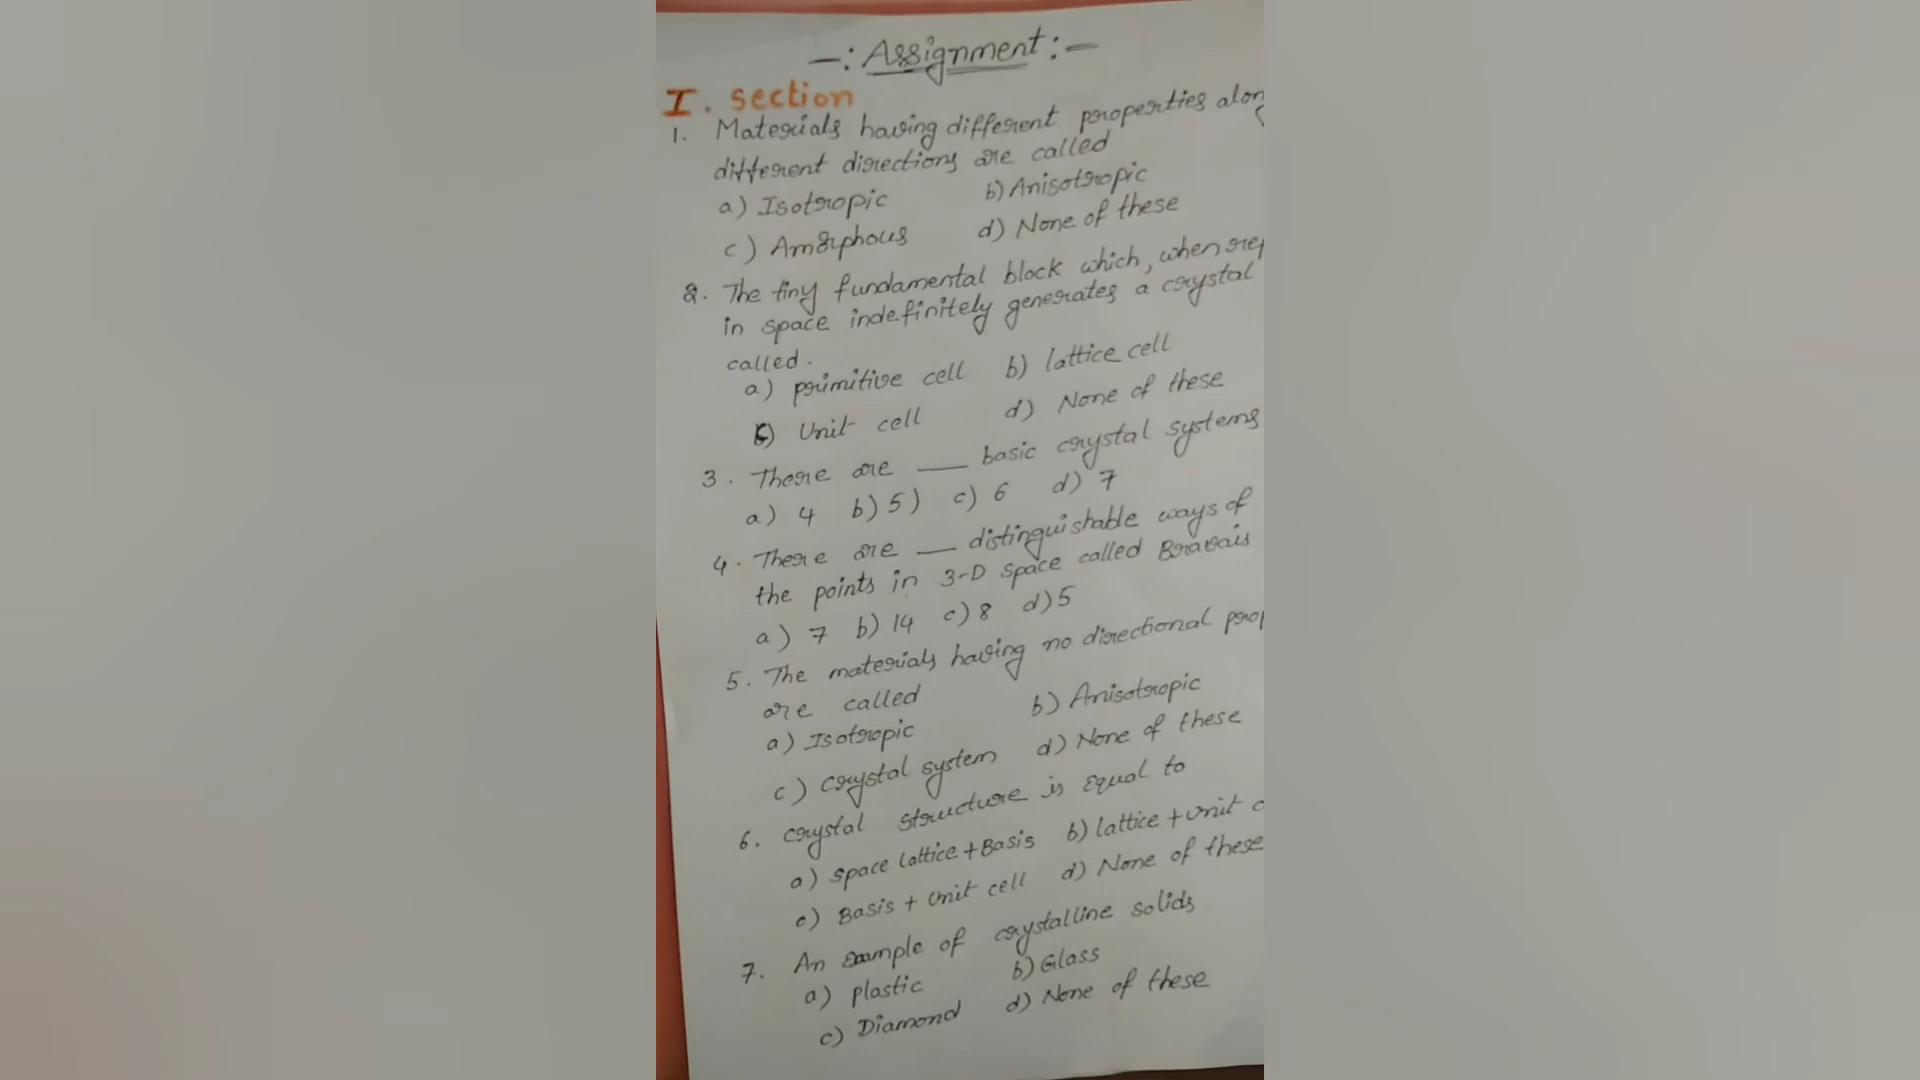 -: Assignment :-
I. section
1. Materials having different properties along
different directions are called
a) Isotropic b) Anisotropic
c) Amorphous d) None of these
2. The tiny fundamental block which, when rep
in space indefinitely generates a crystal
called.
a) primitive cell b) lattice cell
c) Unit cell d) None of these
3. There are ___ basic crystal systems
a) 4 b) 5) c) 6 d) 7
4. There are ___ distinguishable ways of
the points in 3-D space called Bravais
a) 7 b) 14 c) 8 d) 5
5. The materials having no directional prop
are called
a) Isotropic b) Anisotropic
c) crystal system d) None of these
6. crystal structure is equal to
a) space lattice + Basis b) lattice + unit c
c) Basis + unit cell d) None of these
7. An Example of crystalline solids
a) plastic b) Glass
c) Diamond d) None of these